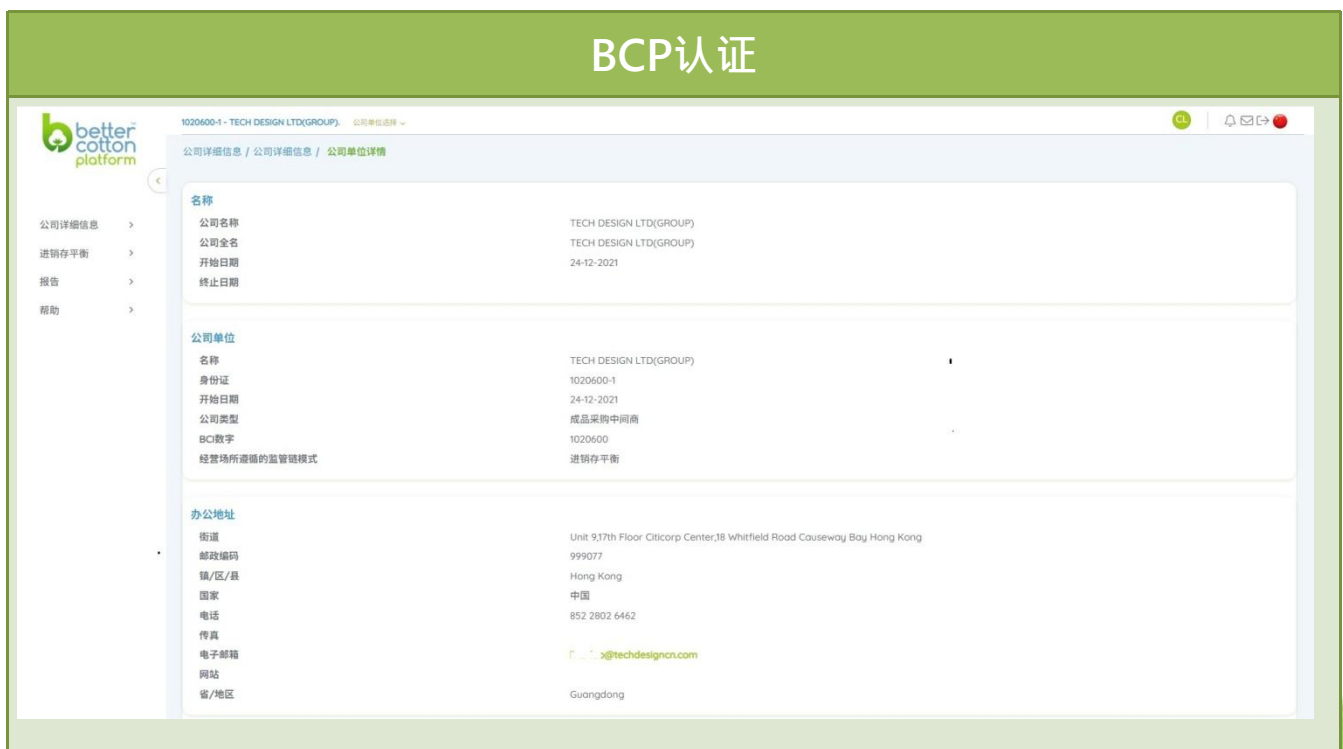 BCP认证
better
cotton
platform
1020600-1 - TECH DESIGN LTD(GROUP). 公司单位选择
CL
公司详细信息 / 公司详细信息 / 公司单位详情
公司详细信息
进销存平衡
报告
帮助
名称
公司名称 TECH DESIGN LTD(GROUP)
公司全名 TECH DESIGN LTD(GROUP)
开始日期 24-12-2021
终止日期
公司单位
名称 TECH DESIGN LTD(GROUP)
身份证 1020600-1
开始日期 24-12-2021
公司类型 成品采购中间商
BCI数字 1020600
经营场所遵循的监管链模式 进销存平衡
办公地址
街道 Unit 9,17th Floor Citicorp Center,18 Whitfield Road Causeway Bay Hong Kong
邮政编码 999077
镇/区/县 Hong Kong
国家 中国
电话 852 2802 6462
传真
电子邮箱 @techdesigncn.com
网站
省/地区 Guangdong